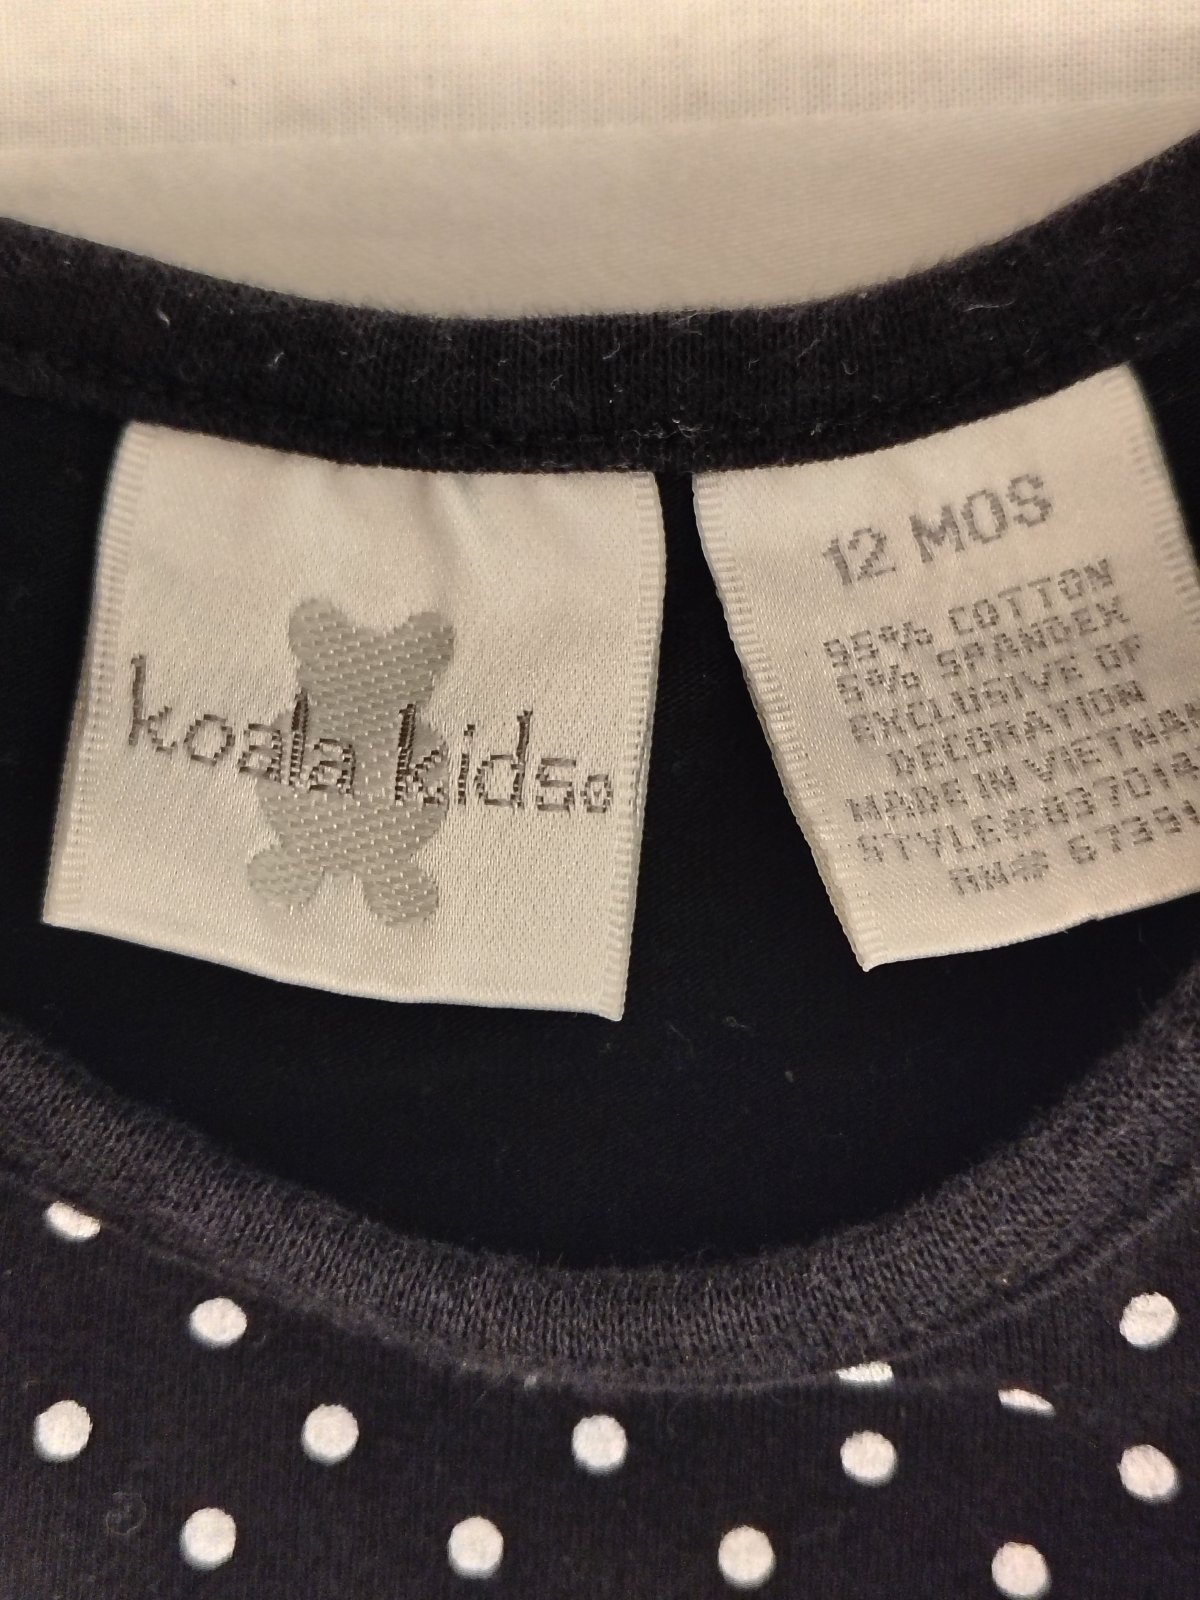 koala kids®
12 MOS
95% COTTON
5% SPANDEX
EXCLUSIVE OF
DECORATION
MADE IN VIETNAM
STYLE#
RN#